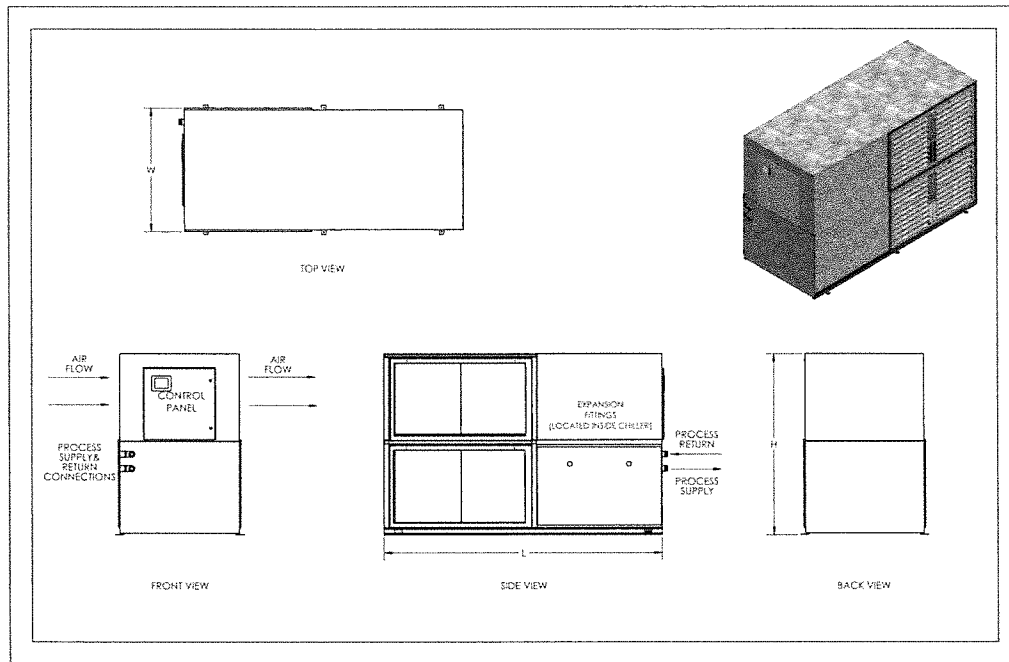 W
TOP VIEW
AIR
FLOW
AIR
FLOW
CONTROL
PANEL
PROCESS
SUPPLY&
RETURN
CONNECTIONS
FRONT VIEW
EXPANSION
FITTINGS
(LOCATED INSIDE CHILLER)
PROCESS
RETURN
PROCESS
SUPPLY
L
SIDE VIEW
H
BACK VIEW